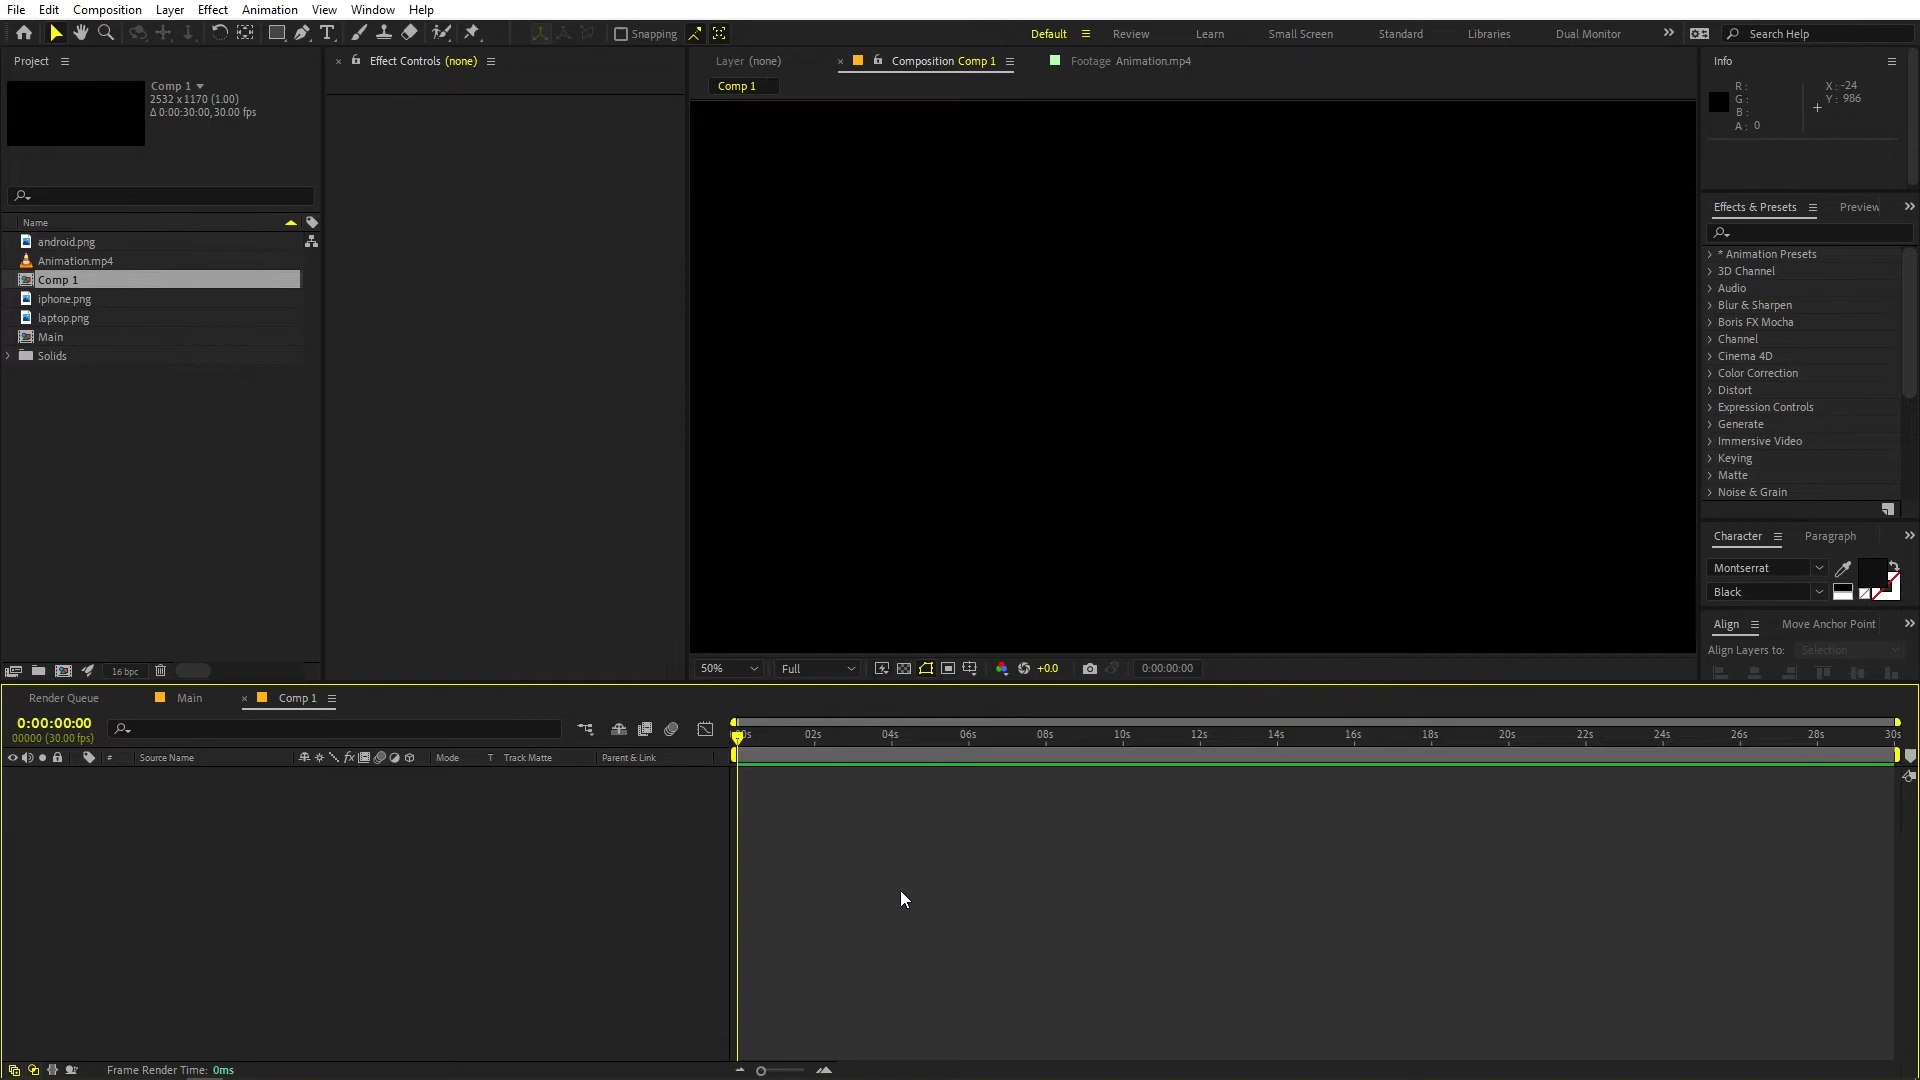 File Edit Composition Layer Effect Animation View Window Help
Snapping
Default Review Learn Small Screen Standard Libraries Dual Monitor Search Help
Project
Comp 1
2532 x 1170 (1.00)
Δ 0:00:30:00, 30.00 fps
Name
android.png
Animation.mp4
Comp 1
iphone.png
laptop.png
Main
Solids
16 bpc
Effect Controls (none)
Layer (none)
Composition Comp 1
Footage Animation.mp4
Comp 1
50%
Full
+0.0
0:00:00:00
Info
R :
G :
B :
A : 0
X : -24
Y : 986
Effects & Presets
Preview
* Animation Presets
3D Channel
Audio
Blur & Sharpen
Boris FX Mocha
Channel
Cinema 4D
Color Correction
Distort
Expression Controls
Generate
Immersive Video
Keying
Matte
Noise & Grain
Character
Paragraph
Montserrat
Black
Align
Move Anchor Point
Align Layers to: Selection
Render Queue
Main
Comp 1
0:00:00:00
00000 (30.00 fps)
# Source Name
fx
Mode T Track Matte Parent & Link
00s 02s 04s 06s 08s 10s 12s 14s 16s 18s 20s 22s 24s 26s 28s 30s
Frame Render Time: 0ms